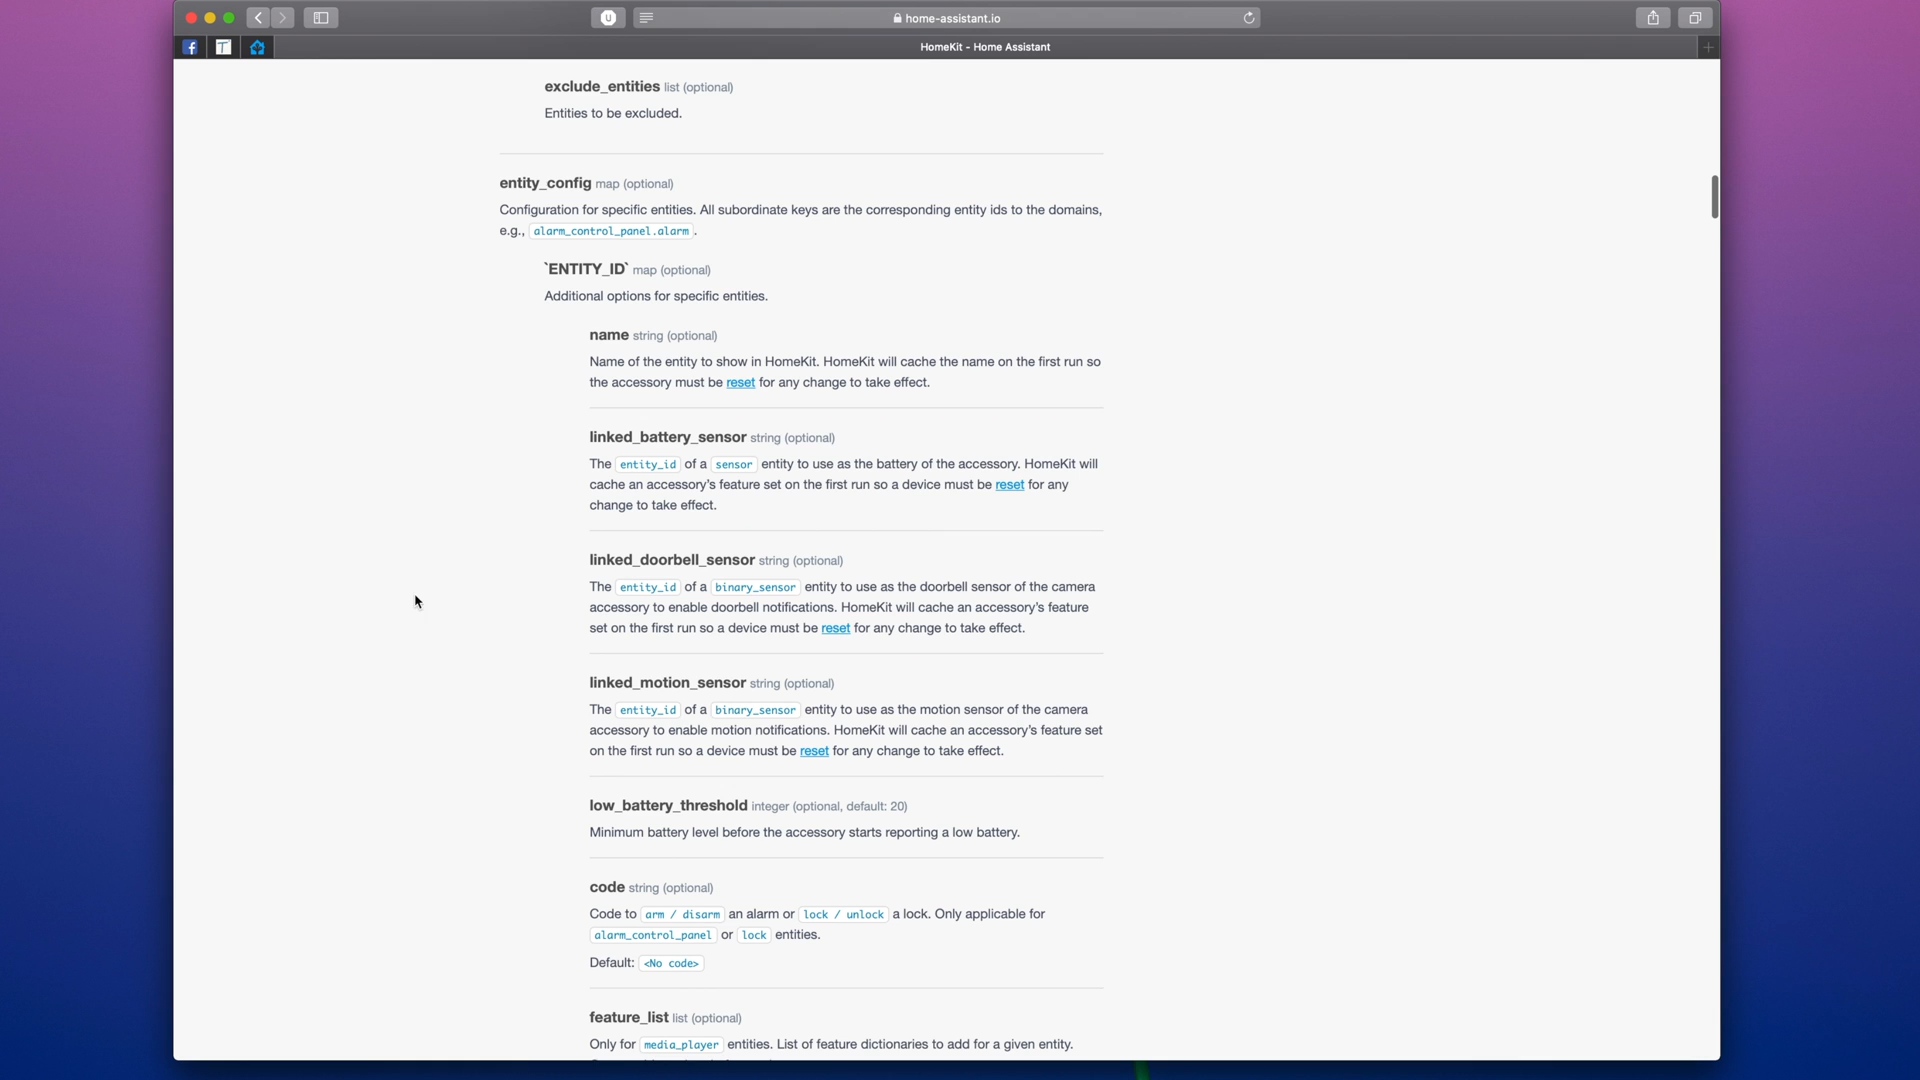 U
home-assistant.io
f
T
HomeKit - Home Assistant
exclude_entities list (optional)
Entities to be excluded.
entity_config map (optional)
Configuration for specific entities. All subordinate keys are the corresponding entity ids to the domains,
e.g., alarm_control_panel.alarm.
`ENTITY_ID` map (optional)
Additional options for specific entities.
name string (optional)
Name of the entity to show in HomeKit. HomeKit will cache the name on the first run so
the accessory must be reset for any change to take effect.
linked_battery_sensor string (optional)
The entity_id of a sensor entity to use as the battery of the accessory. HomeKit will
cache an accessory’s feature set on the first run so a device must be reset for any
change to take effect.
linked_doorbell_sensor string (optional)
The entity_id of a binary_sensor entity to use as the doorbell sensor of the camera
accessory to enable doorbell notifications. HomeKit will cache an accessory’s feature
set on the first run so a device must be reset for any change to take effect.
linked_motion_sensor string (optional)
The entity_id of a binary_sensor entity to use as the motion sensor of the camera
accessory to enable motion notifications. HomeKit will cache an accessory’s feature set
on the first run so a device must be reset for any change to take effect.
low_battery_threshold integer (optional, default: 20)
Minimum battery level before the accessory starts reporting a low battery.
code string (optional)
Code to arm / disarm an alarm or lock / unlock a lock. Only applicable for
alarm_control_panel or lock entities.
Default: <No code>
feature_list list (optional)
Only for media_player entities. List of feature dictionaries to add for a given entity.